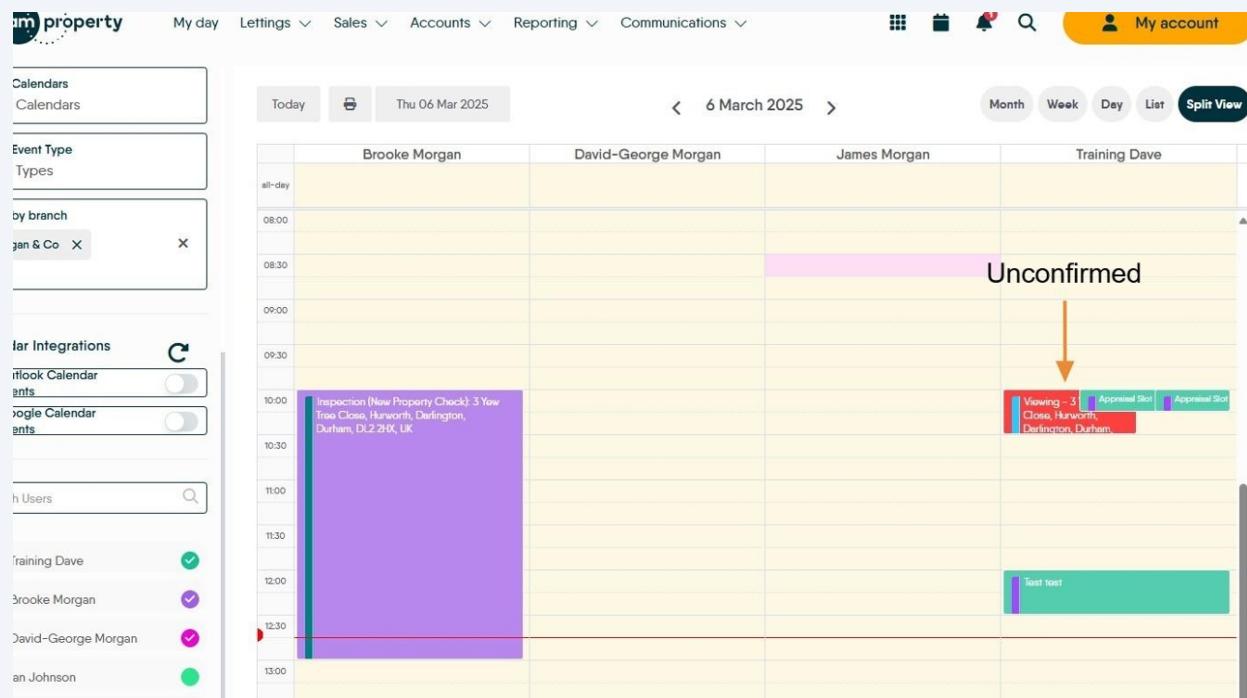 am property
My day
Lettings
Sales
Accounts
Reporting
Communications
1
My account
Calendars
Calendars
Event Type
Types
by branch
gan & Co
Today
Thu 06 Mar 2025
6 March 2025
Month
Week
Day
List
Split View
Brooke Morgan
David-George Morgan
James Morgan
Training Dave
all-day
08:00
08:30
09:00
09:30
10:00
10:30
11:00
11:30
12:00
12:30
13:00
Unconfirmed
Inspection (New Property Check): 3 Yew
Tree Close, Hurworth, Darlington,
Durham, DL2 2HX, UK
Viewing - 3
Close, Hurworth,
Darlington, Durham,
Appraisal Slot
Appraisal Slot
Test test
dar Integrations
utlook Calendar
ents
oogle Calendar
ents
h Users
Training Dave
Brooke Morgan
David-George Morgan
an Johnson